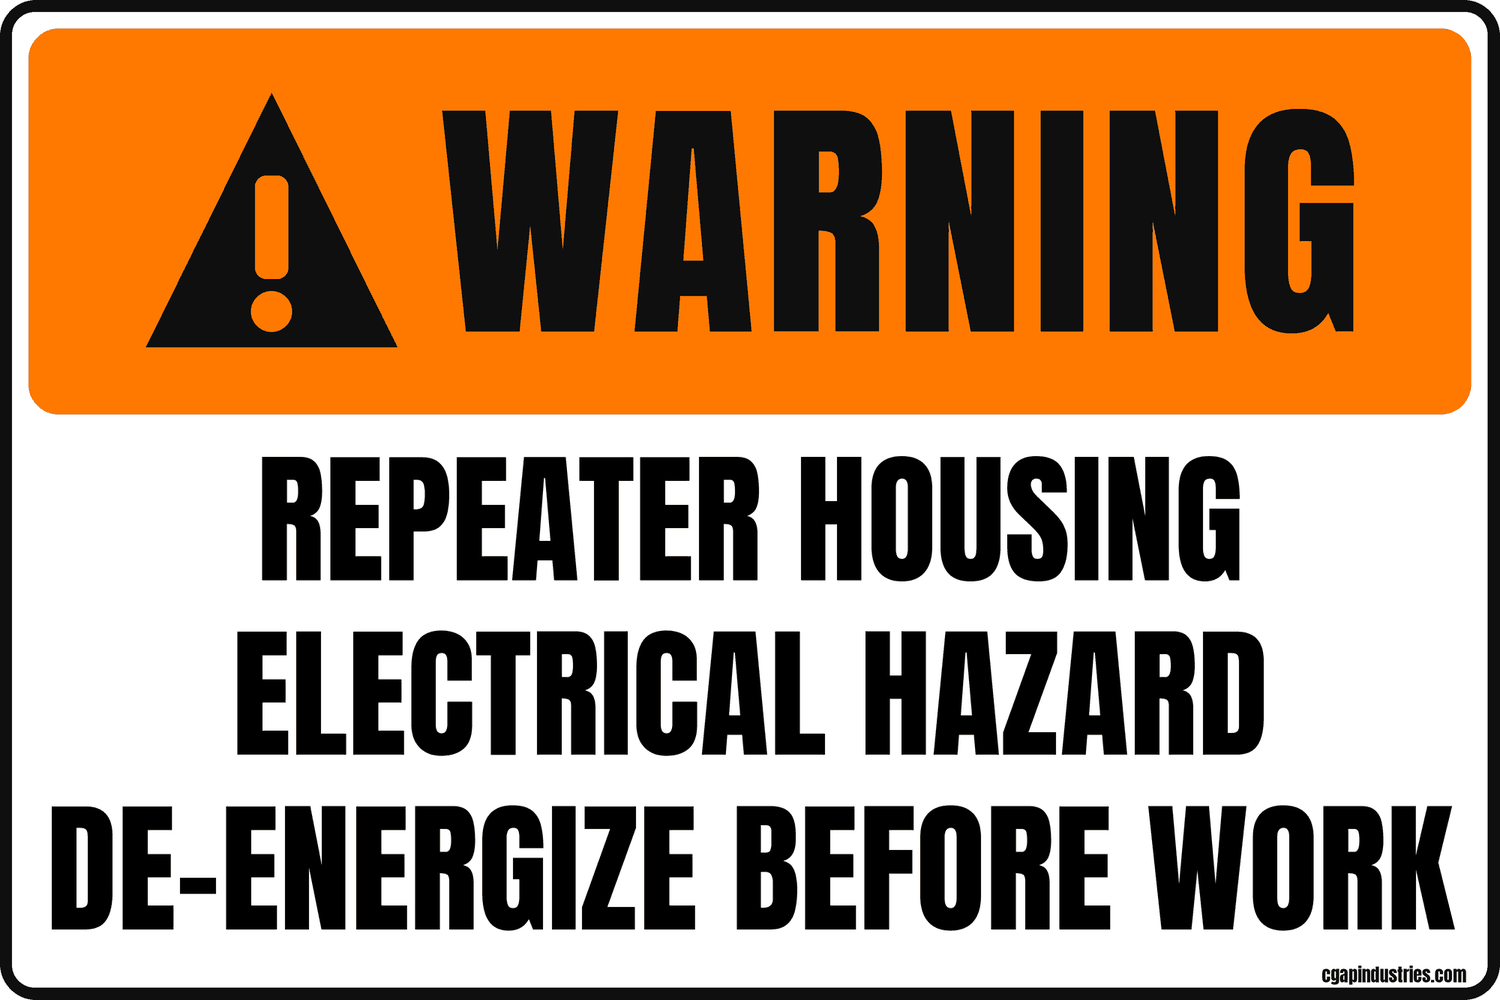 WARNING
REPEATER HOUSING
ELECTRICAL HAZARD
DE-ENERGIZE BEFORE WORK
cgapindustries.com